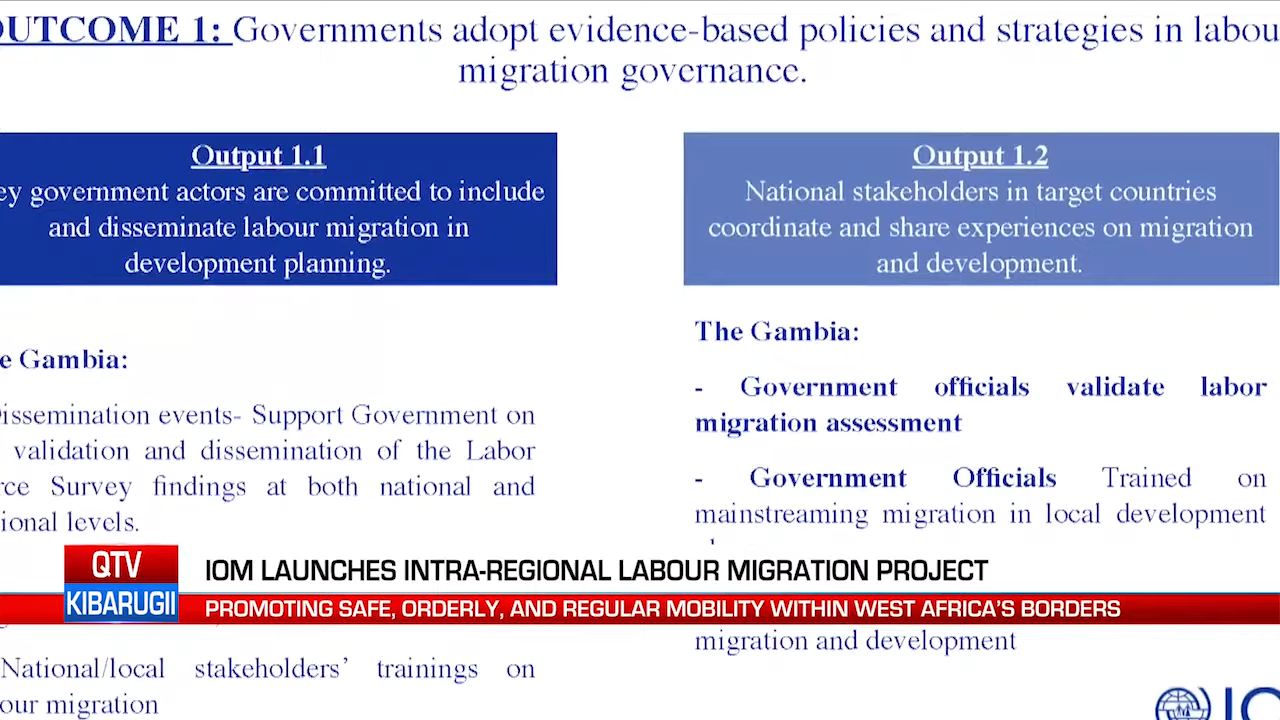 OUTCOME 1: Governments adopt evidence-based policies and strategies in labou
migration governance.
Output 1.1
ey government actors are committed to include
and disseminate labour migration in
development planning.
e Gambia:
issemination events- Support Government on
validation and dissemination of the Labor
rce Survey findings at both national and
ional levels.
National/local stakeholders' trainings on
our migration
Output 1.2
National stakeholders in target countries
coordinate and share experiences on migration
and development.
The Gambia:
- Government officials validate labor
migration assessment
- Government Officials Trained on
mainstreaming migration in local development
migration and development
QTV
KIBARUGII
IOM LAUNCHES INTRA-REGIONAL LABOUR MIGRATION PROJECT
PROMOTING SAFE, ORDERLY, AND REGULAR MOBILITY WITHIN WEST AFRICA'S BORDERS